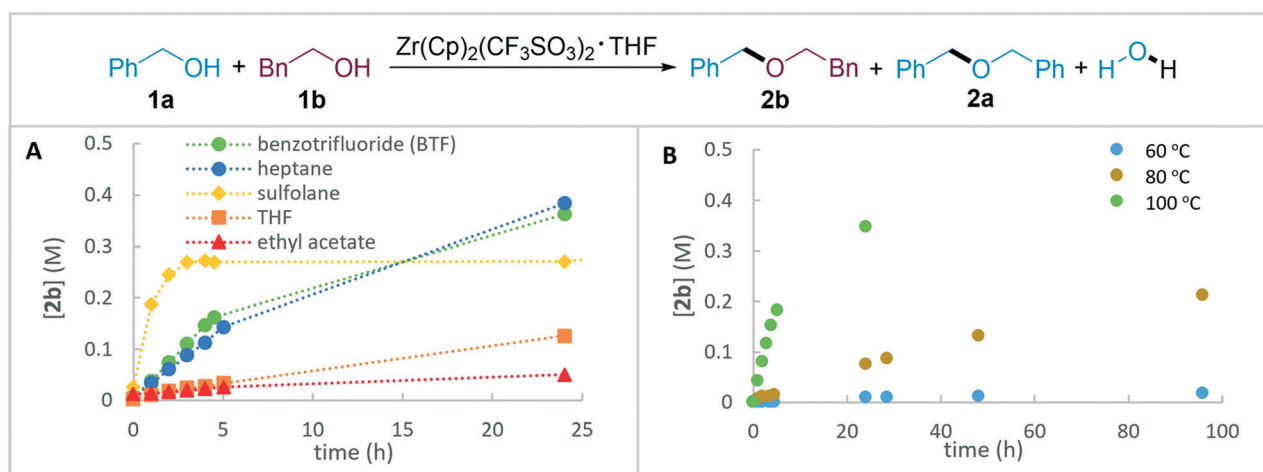 Zr(Cp)₂(CF₃SO₃)₂·THF
Ph OH + Bn OH Ph O Bn + Ph O Ph + H O H
1a 1b 2b 2a
A
benzotrifluoride (BTF)
heptane
sulfolane
THF
ethyl acetate
[2b] (M)
0.5
0.4
0.3
0.2
0.1
0
0 5 10 15 20 25
time (h)
B
60 °C
80 °C
100 °C
[2b] (M)
0.5
0.4
0.3
0.2
0.1
0
0 20 40 60 80 100
time (h)